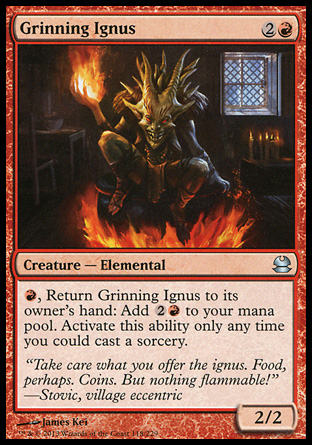 Grinning Ignus 2
Creature — Elemental
, Return Grinning Ignus to its
owner's hand: Add 2 to your mana
pool. Activate this ability only any time
you could cast a sorcery.
"Take care what you offer the ignus. Food,
perhaps. Coins. But nothing flammable!"
—Stovic, village eccentric
2/2
James Kei